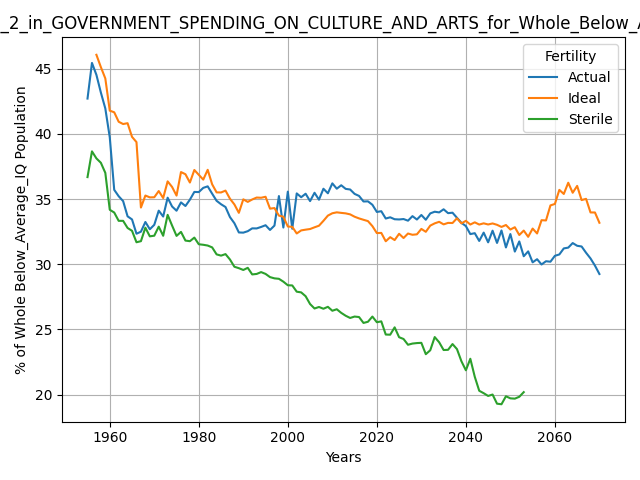 _2_in_GOVERNMENT_SPENDING_ON_CULTURE_AND_ARTS_for_Whole_Below_A
Fertility
Actual
Ideal
Sterile
% of Whole Below_Average_IQ Population
45
40
35
30
25
20
1960
1980
2000
2020
2040
2060
Years